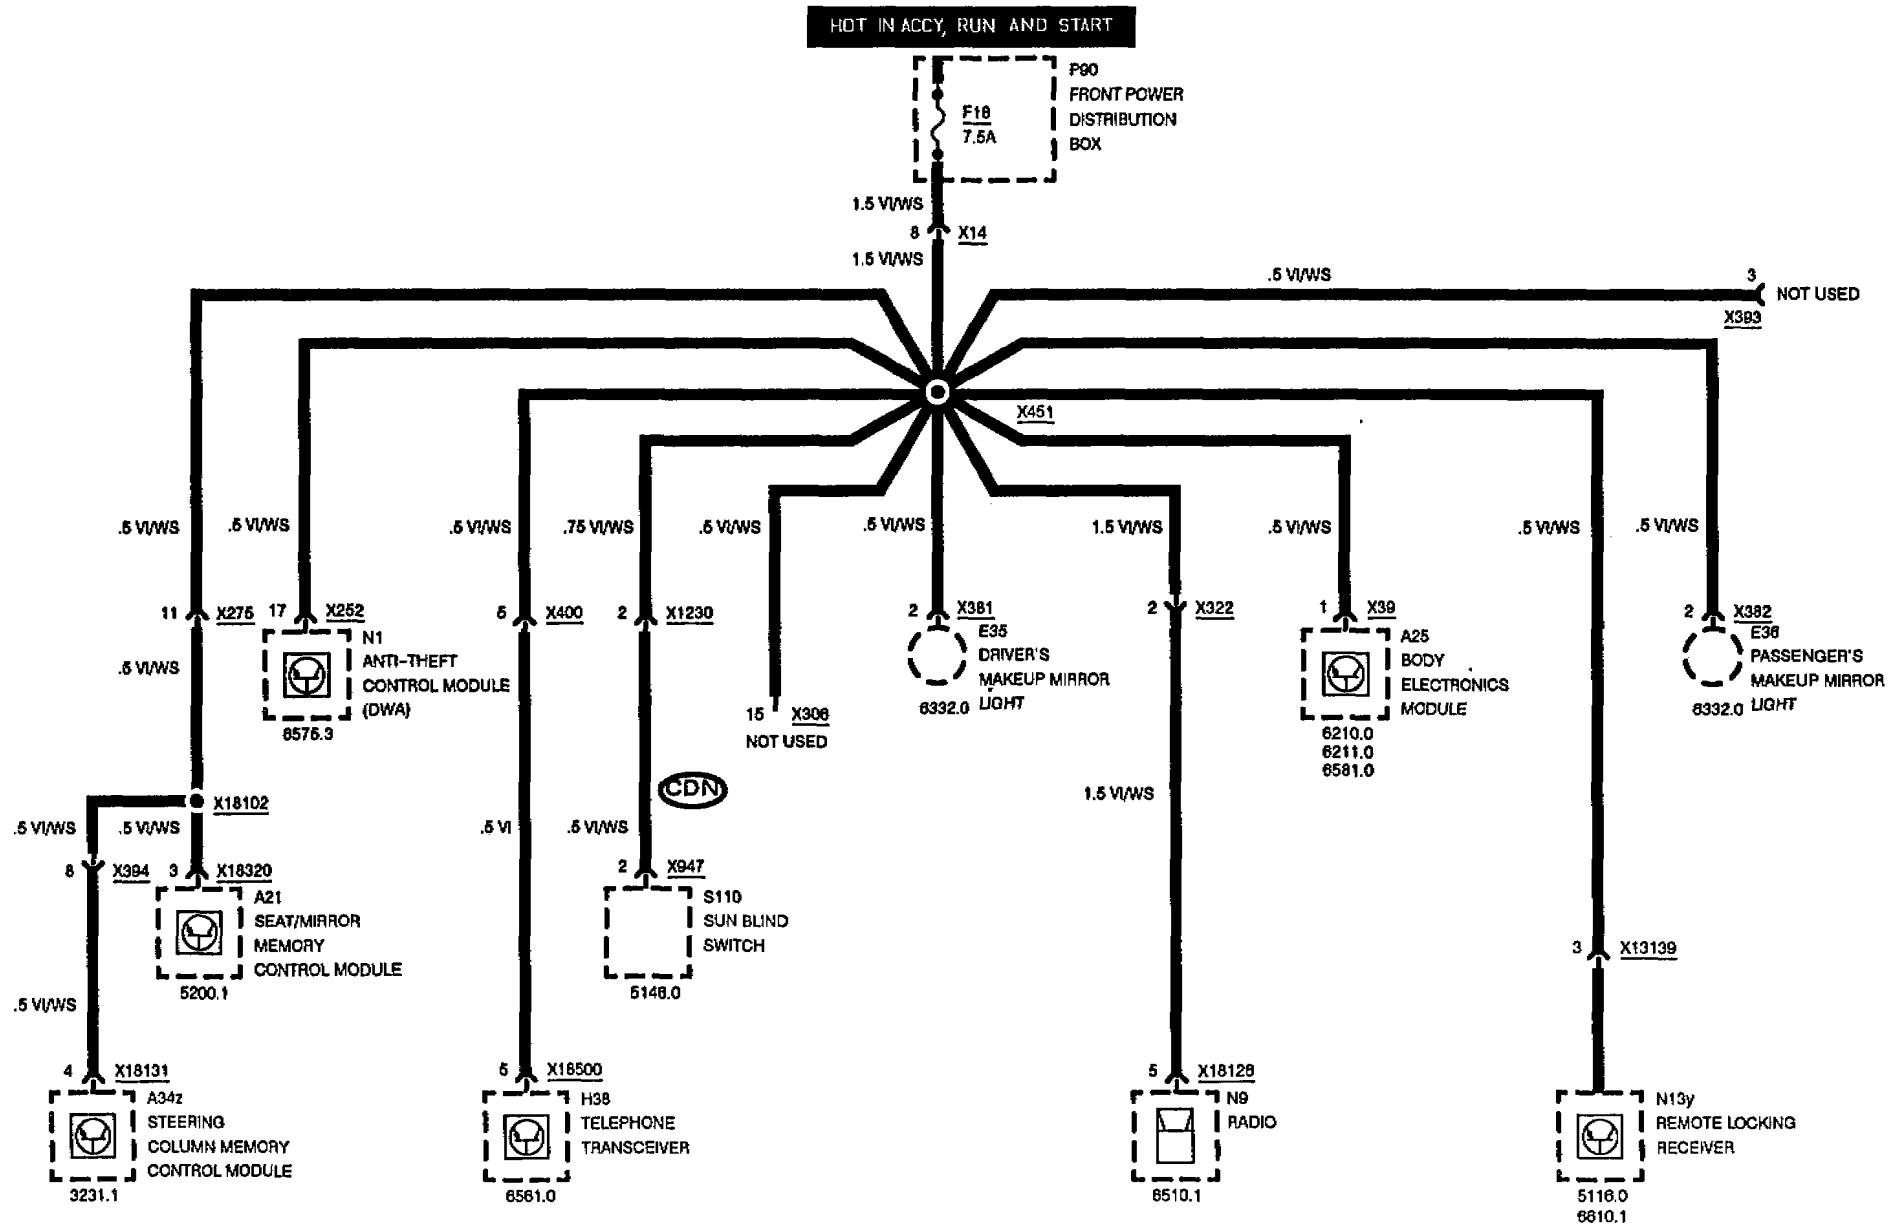 HOT IN ACCY, RUN AND START
P90
FRONT POWER
DISTRIBUTION
BOX
F18
7.5A
1.5 VI/WS
8 X14
1.5 VI/WS
.5 VI/WS
3
NOT USED
X393
X451
.5 VI/WS
.5 VI/WS
.5 VI/WS
.75 VI/WS
.5 VI/WS
.5 VI/WS
1.5 VI/WS
.5 VI/WS
.5 VI/WS
.5 VI/WS
11 X275
17 X252
5 X400
2 X1230
2 X381
2 X322
1 X39
2 X382
N1
ANTI-THEFT
CONTROL MODULE
(DWA)
6575.3
.5 VI/WS
15 X306
NOT USED
E35
DRIVER'S
MAKEUP MIRROR
LIGHT
6332.0
A25
BODY
ELECTRONICS
MODULE
6210.0
6211.0
6581.0
E36
PASSENGER'S
MAKEUP MIRROR
LIGHT
6332.0
CDN
1.5 VI/WS
X18102
.5 VI/WS
.5 VI/WS
.5 VI
.5 VI/WS
8 X394
3 X18320
2 X947
A21
SEAT/MIRROR
MEMORY
CONTROL MODULE
5200.1
S110
SUN BLIND
SWITCH
5146.0
3 X13139
.5 VI/WS
4 X18131
5 X18500
5 X18126
A34z
STEERING
COLUMN MEMORY
CONTROL MODULE
3231.1
H38
TELEPHONE
TRANSCEIVER
6561.0
N9
RADIO
6510.1
N13y
REMOTE LOCKING
RECEIVER
5116.0
6810.1